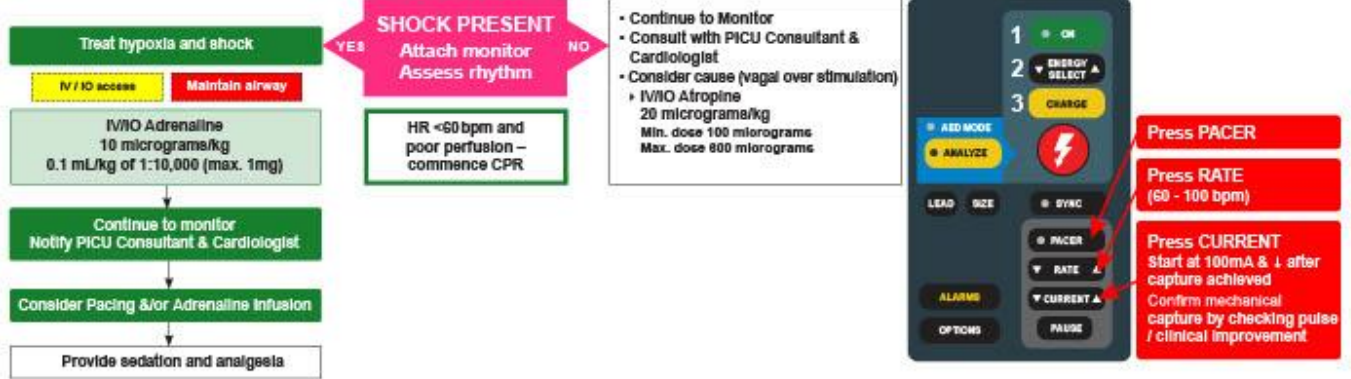 Treat hypoxia and shock
IV / IO access
Maintain airway
IV/IO Adrenaline
10 micrograms/kg
0.1 mL/kg of 1:10,000 (max. 1mg)
Continue to monitor
Notify PICU Consultant & Cardiologist
Consider Pacing &/or Adrenaline Infusion
Provide sedation and analgesia
YES
SHOCK PRESENT
Attach monitor
Assess rhythm
NO
HR <60 bpm and
poor perfusion –
commence CPR
• Continue to Monitor
• Consult with PICU Consultant &
Cardiologist
• Consider cause (vagal over stimulation)
▸ IV/IO Atropine
20 micrograms/kg
Min. dose 100 micrograms
Max. dose 600 micrograms
1 ON
2 ▼ ENERGY SELECT ▲
3 CHARGE
AED MODE
ANALYZE
LEAD
SIZE
SYNC
PACER
▼ RATE ▲
▼ CURRENT ▲
PAUSE
ALARMS
OPTIONS
Press PACER
Press RATE
(60 - 100 bpm)
Press CURRENT
Start at 100mA & ↓ after
capture achieved
Confirm mechanical
capture by checking pulse
/ clinical improvement